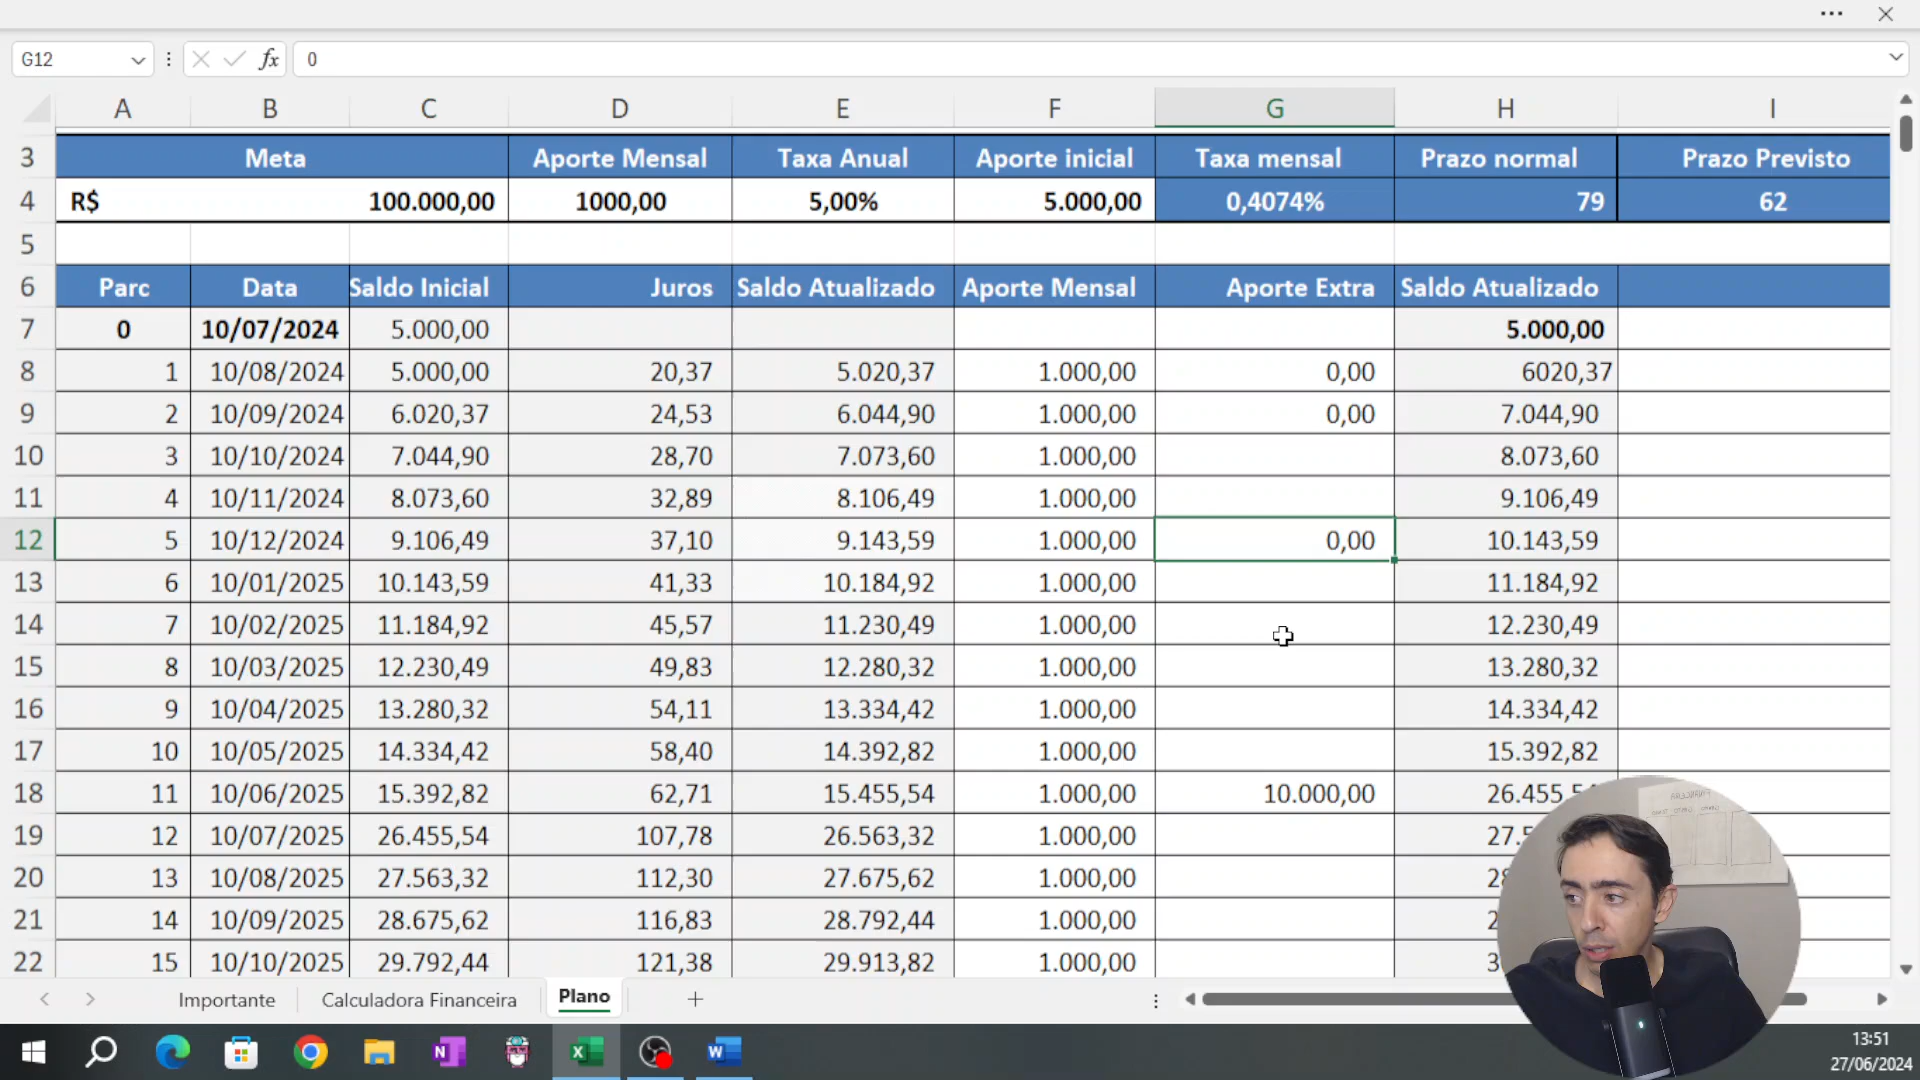 G12 fx 0
A B C D E F G H I
3 Meta Aporte Mensal Taxa Anual Aporte inicial Taxa mensal Prazo normal Prazo Previsto
4 R$ 100.000,00 1000,00 5,00% 5.000,00 0,4074% 79 62
5
6 Parc Data Saldo Inicial Juros Saldo Atualizado Aporte Mensal Aporte Extra Saldo Atualizado
7 0 10/07/2024 5.000,00 5.000,00
8 1 10/08/2024 5.000,00 20,37 5.020,37 1.000,00 0,00 6020,37
9 2 10/09/2024 6.020,37 24,53 6.044,90 1.000,00 0,00 7.044,90
10 3 10/10/2024 7.044,90 28,70 7.073,60 1.000,00 8.073,60
11 4 10/11/2024 8.073,60 32,89 8.106,49 1.000,00 9.106,49
12 5 10/12/2024 9.106,49 37,10 9.143,59 1.000,00 0,00 10.143,59
13 6 10/01/2025 10.143,59 41,33 10.184,92 1.000,00 11.184,92
14 7 10/02/2025 11.184,92 45,57 11.230,49 1.000,00 12.230,49
15 8 10/03/2025 12.230,49 49,83 12.280,32 1.000,00 13.280,32
16 9 10/04/2025 13.280,32 54,11 13.334,42 1.000,00 14.334,42
17 10 10/05/2025 14.334,42 58,40 14.392,82 1.000,00 15.392,82
18 11 10/06/2025 15.392,82 62,71 15.455,54 1.000,00 10.000,00 26.455
19 12 10/07/2025 26.455,54 107,78 26.563,32 1.000,00
20 13 10/08/2025 27.563,32 112,30 27.675,62 1.000,00
21 14 10/09/2025 28.675,62 116,83 28.792,44 1.000,00
22 15 10/10/2025 29.792,44 121,38 29.913,82 1.000,00
Importante Calculadora Financeira Plano
13:51
27/06/2024